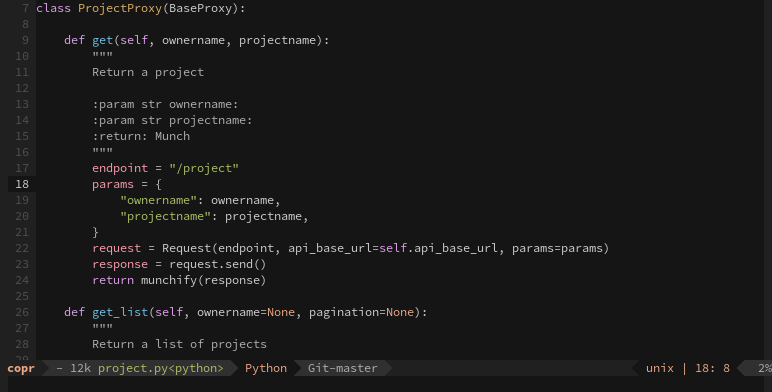 7 class ProjectProxy(BaseProxy):
8
9     def get(self, ownername, projectname):
10         """
11         Return a project
12
13         :param str ownername:
14         :param str projectname:
15         :return: Munch
16         """
17         endpoint = "/project"
18         params = {
19             "ownername": ownername,
20             "projectname": projectname,
21         }
22         request = Request(endpoint, api_base_url=self.api_base_url, params=params)
23         response = request.send()
24         return munchify(response)
25
26     def get_list(self, ownername=None, pagination=None):
27         """
28         Return a list of projects
29
copr - 12k project.py<python> Python Git-master unix | 18: 8 2%